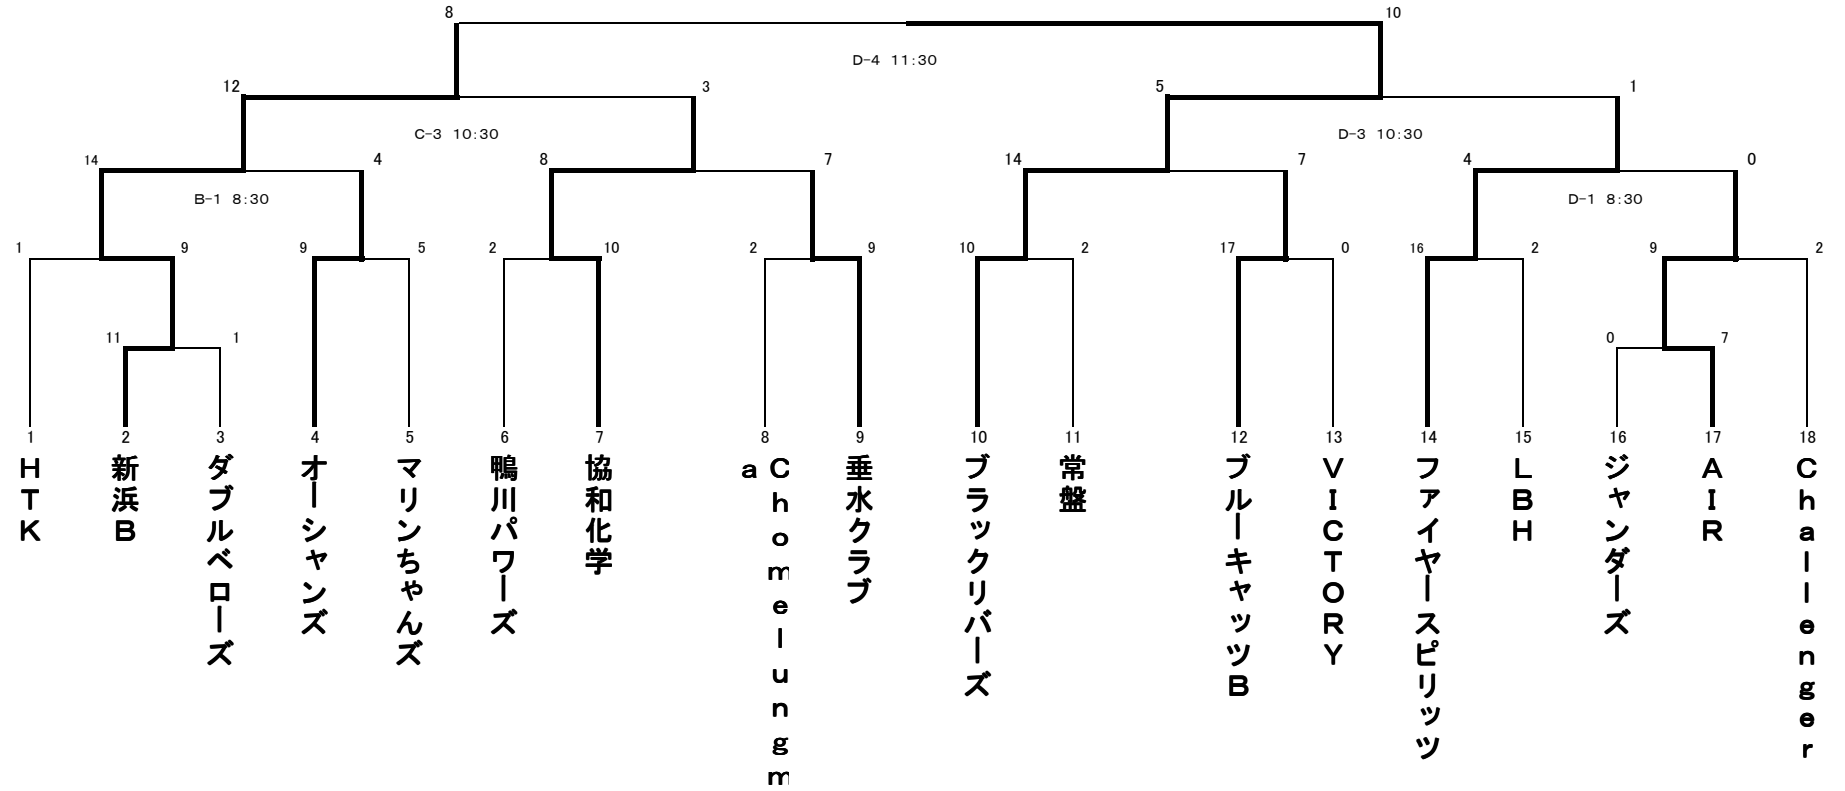 8 10
D-4 11:30
12 3 5 1
C-3 10:30 D-3 10:30
14 4 8 7 14 7 4 0
B-1 8:30 D-1 8:30
1 9 9 5 2 10 2 9 10 2 17 0 16 2 9 2
11 1 0 7
1 2 3 4 5 6 7 8 9 10 11 12 13 14 15 16 17 18
HTK
新浜B
ダブルベローズ
オーシャンズ
マリンちゃんズ
鴨川パワーズ
協和化学
Chomelungm
a
垂水クラブ
ブラックリバーズ
常盤
ブルーキャッツB
VICTORY
ファイヤースピリッツ
LBH
ジャンダーズ
AIR
Challenger